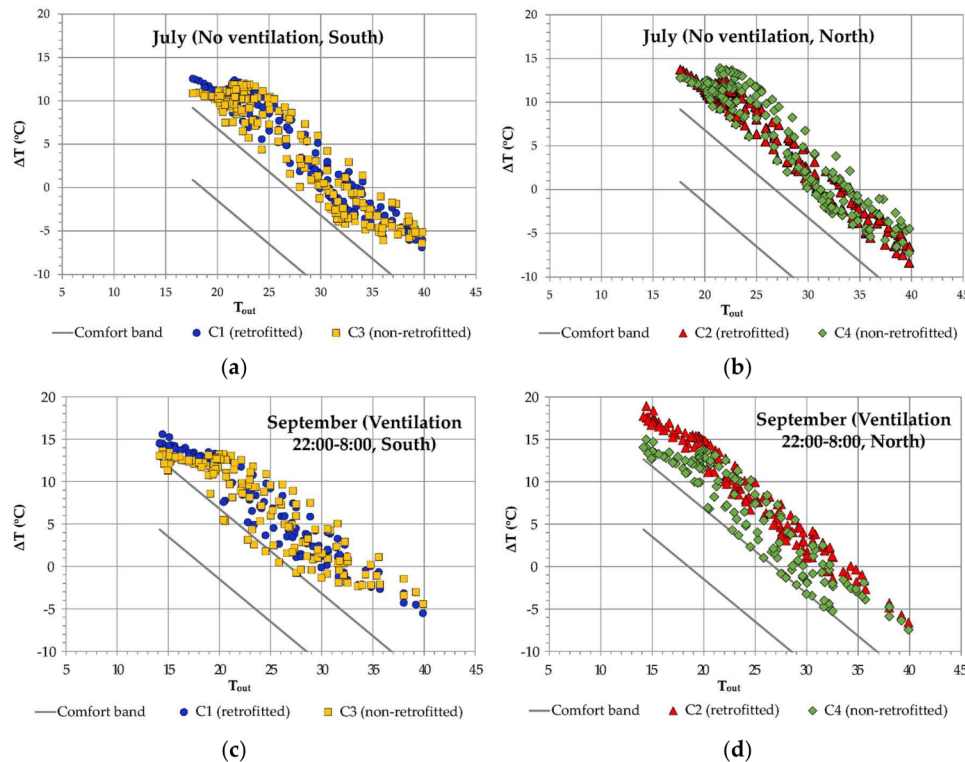 July (No ventilation, South)
ΔT (°C)
20
15
10
5
0
-5
-10
5 10 15 20 25 30 35 40 45
T_out
Comfort band C1 (retrofitted) C3 (non-retrofitted)
(a)
July (No ventilation, North)
ΔT (°C)
20
15
10
5
0
-5
-10
5 10 15 20 25 30 35 40 45
T_out
Comfort band C2 (retrofitted) C4 (non-retrofitted)
(b)
September (Ventilation
22:00-8:00, South)
ΔT (°C)
20
15
10
5
0
-5
-10
5 10 15 20 25 30 35 40 45
T_out
Comfort band C1 (retrofitted) C3 (non-retrofitted)
(c)
September (Ventilation
22:00-8:00, North)
ΔT (°C)
20
15
10
5
0
-5
-10
5 10 15 20 25 30 35 40 45
T_out
Comfort band C2 (retrofitted) C4 (non-retrofitted)
(d)